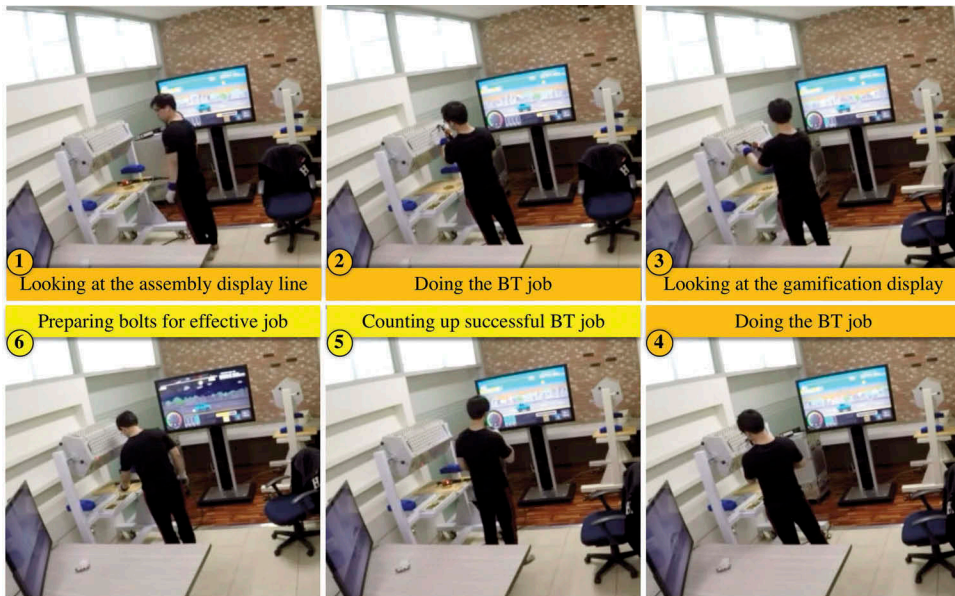 1
Looking at the assembly display line
2
Doing the BT job
3
Looking at the gamification display
Preparing bolts for effective job
6
Counting up successful BT job
5
Doing the BT job
4
H